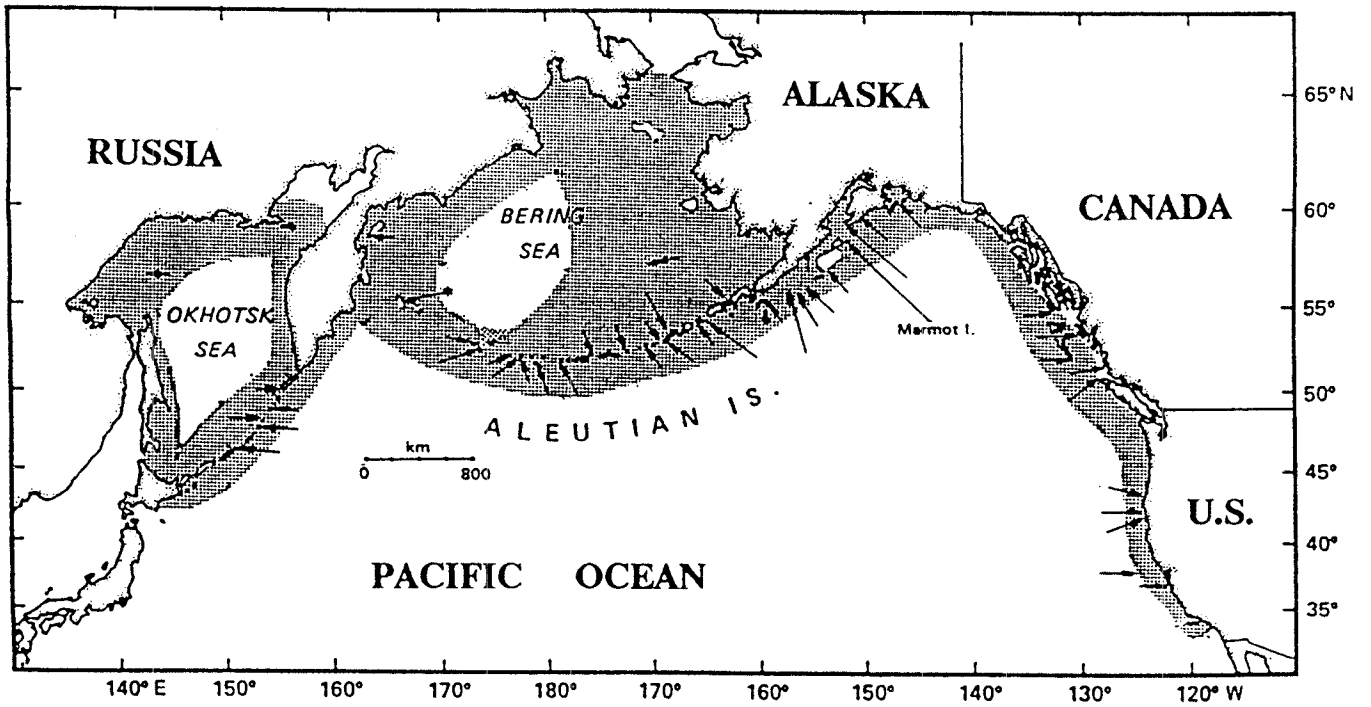 RUSSIA
ALASKA
CANADA
U.S.
BERING
SEA
OKHOTSK
SEA
Marmot I.
ALEUTIAN IS.
km
0 800
PACIFIC OCEAN
65° N
60°
55°
50°
45°
40°
35°
140° E 150° 160° 170° 180° 170° 160° 150° 140° 130° 120° W